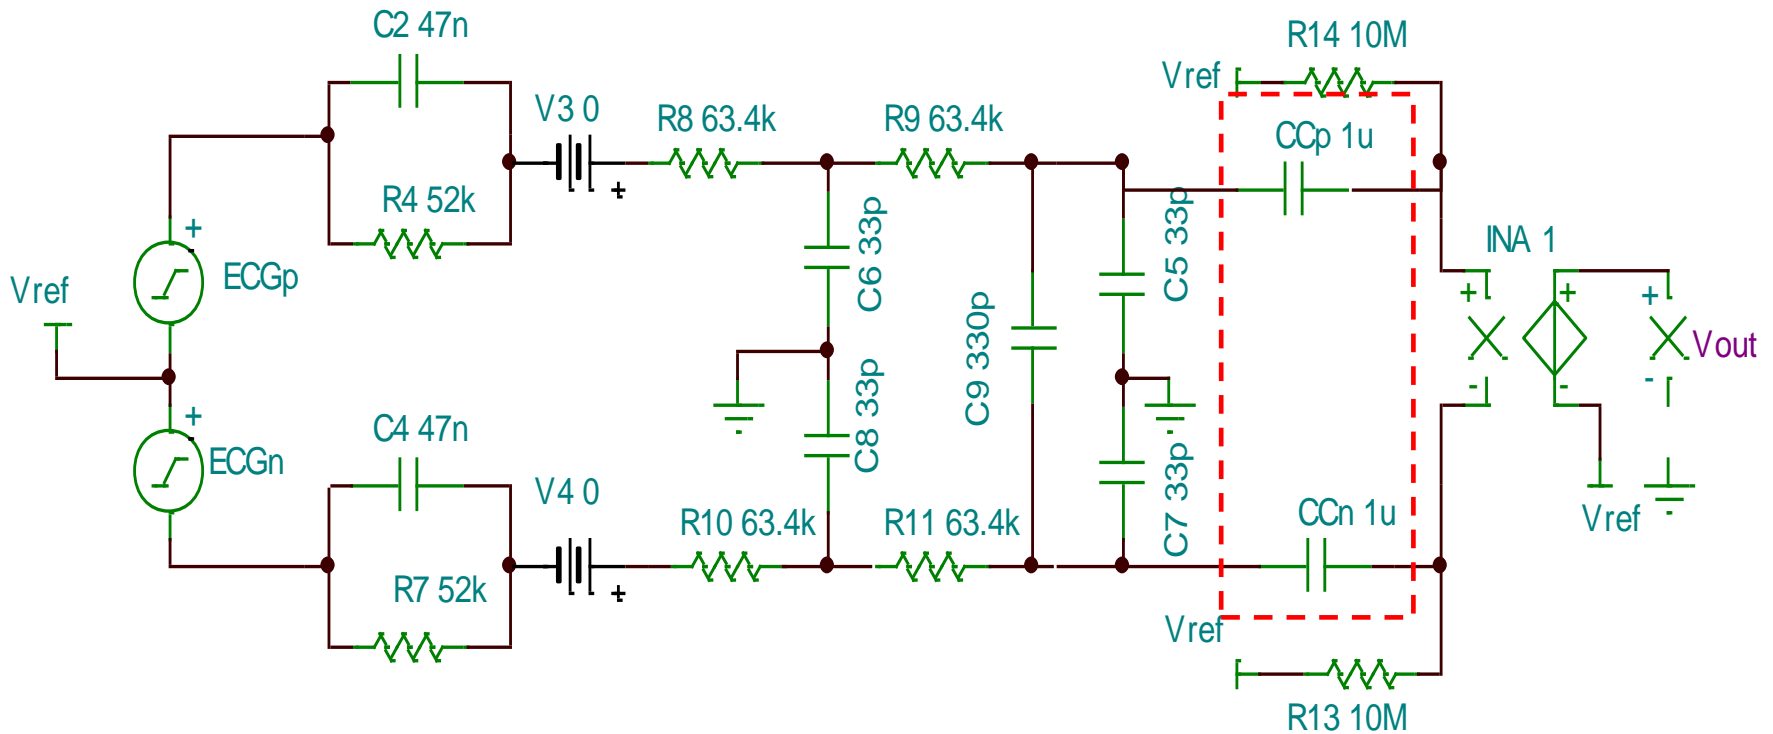 C2 47n
R14 10M
Vref
V3 0
R8 63.4k
R9 63.4k
CCp 1u
R4 52k
+
+
C6 33p
C5 33p
INA 1
Vref
ECGp
+
+
+
C9 330p
Vout
-
-
-
C8 33p
+
C4 47n
ECGn
V4 0
R10 63.4k
R11 63.4k
C7 33p
CCn 1u
Vref
R7 52k
+
Vref
R13 10M